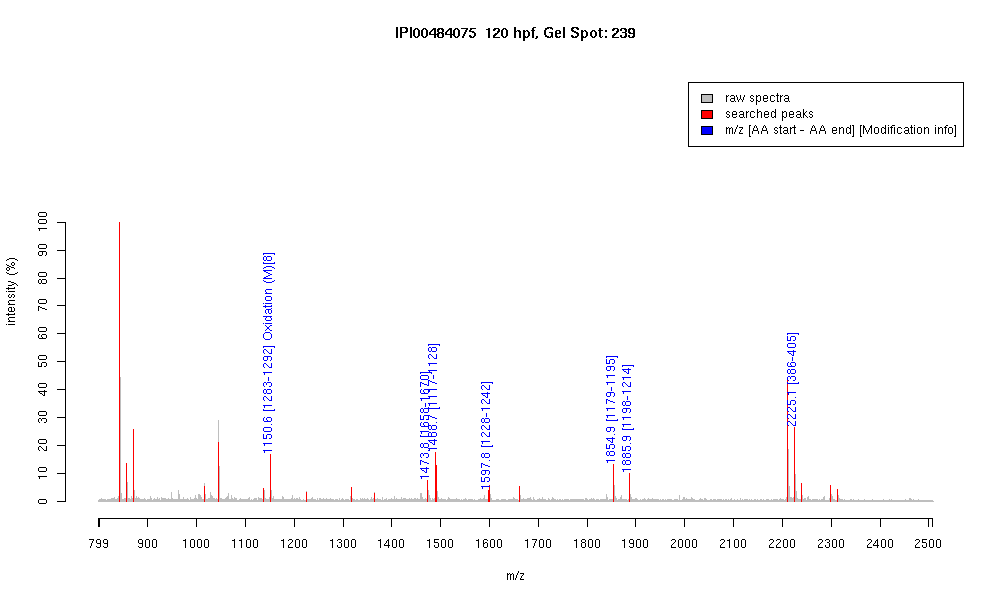 IPI00484075 120 hpf, Gel Spot: 239
raw spectra
searched peaks
m/z [AA start - AA end] [Modification info]
intensity (%)
100
90
80
70
60
50
40
30
20
10
0
1150.6 [1283-1292] Oxidation (M)[8]
1473.8 [1658-1670]
1488.7 [1117-1128]
1597.8 [1228-1242]
1854.9 [1179-1195]
1885.9 [1198-1214]
2225.1 [386-405]
799 900 1000 1100 1200 1300 1400 1500 1600 1700 1800 1900 2000 2100 2200 2300 2400 2500
m/z